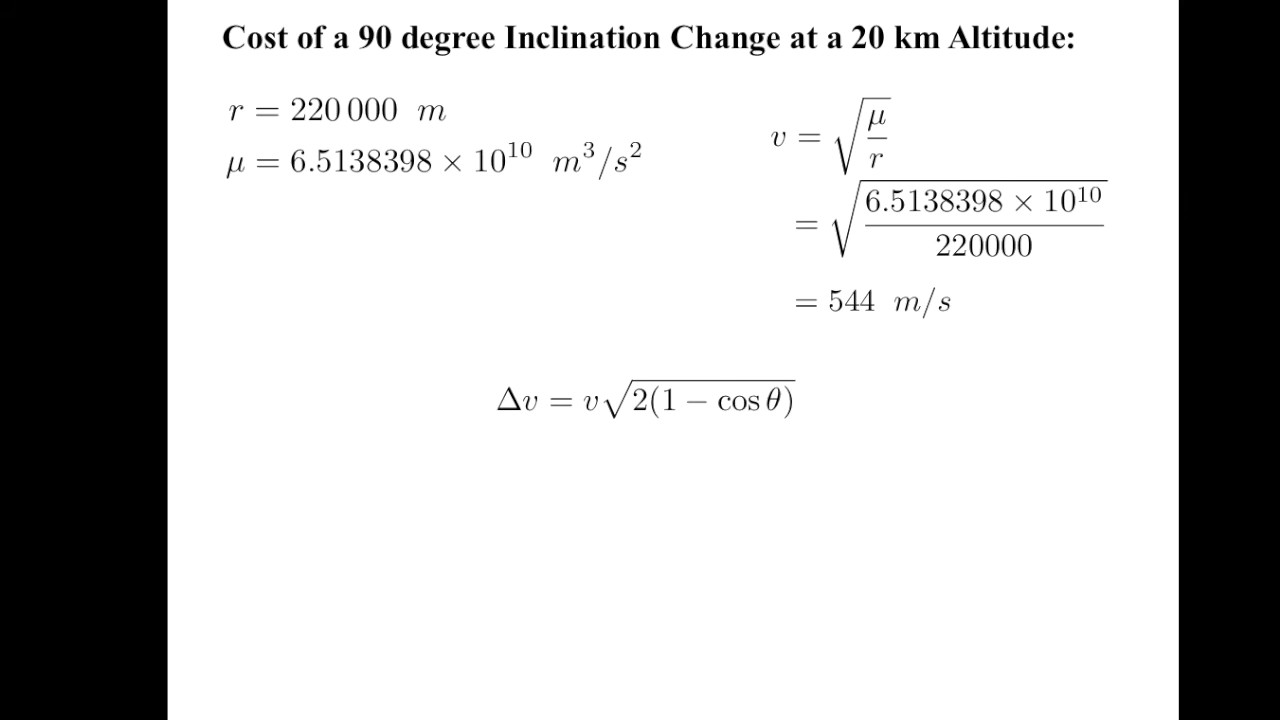 Cost of a 90 degree Inclination Change at a 20 km Altitude:
r = 220 000 m
μ = 6.5138398 × 10^10 m^3/s^2
v = √(μ/r)
= √(6.5138398 × 10^10 / 220000)
= 544 m/s
Δv = v√(2(1 − cos θ))